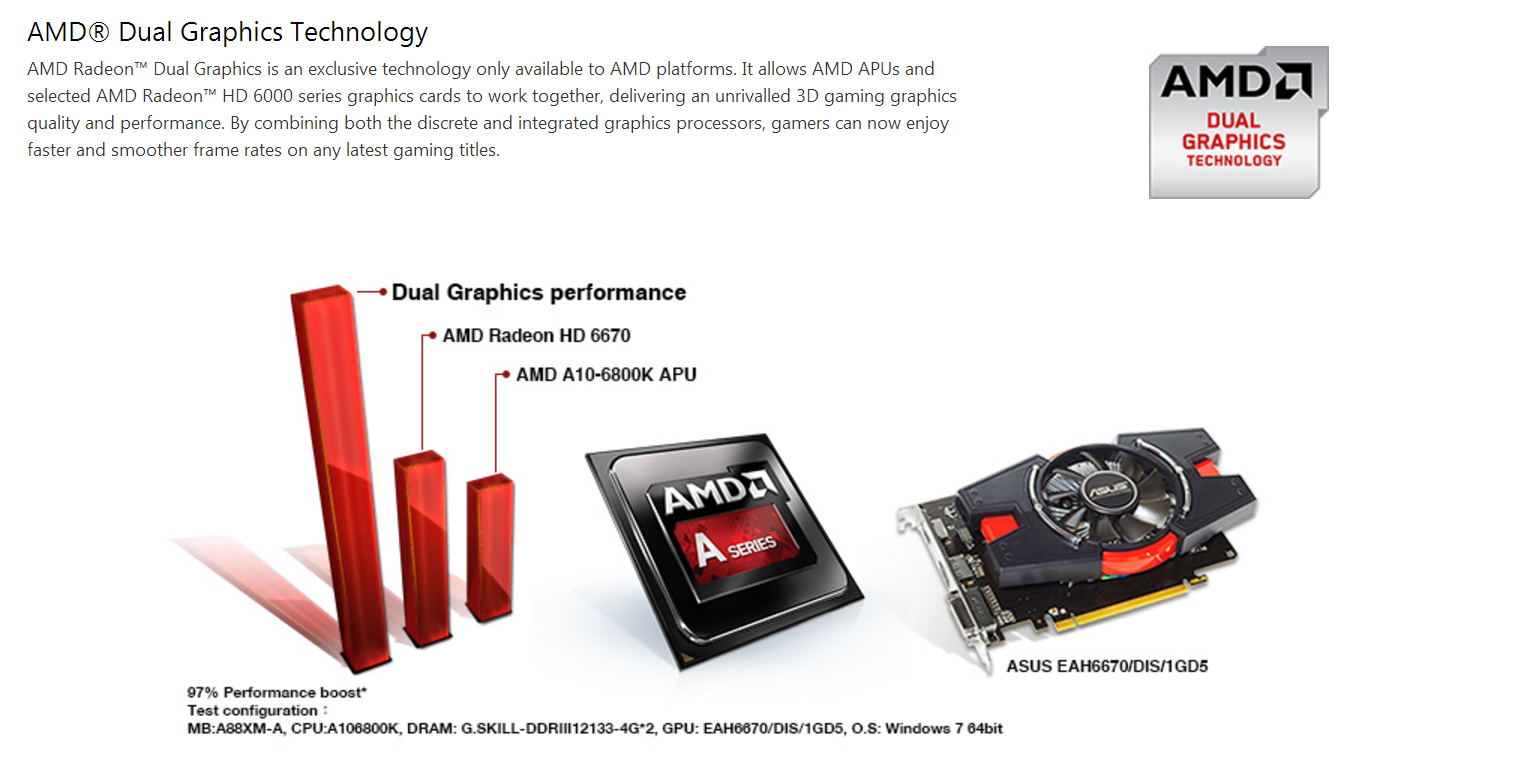 AMD® Dual Graphics Technology
AMD Radeon™ Dual Graphics is an exclusive technology only available to AMD platforms. It allows AMD APUs and
selected AMD Radeon™ HD 6000 series graphics cards to work together, delivering an unrivalled 3D gaming graphics
quality and performance. By combining both the discrete and integrated graphics processors, gamers can now enjoy
faster and smoother frame rates on any latest gaming titles.
AMD
DUAL
GRAPHICS
TECHNOLOGY
Dual Graphics performance
AMD Radeon HD 6670
AMD A10-6800K APU
AMD
A SERIES
ASUS
ASUS EAH6670/DIS/1GD5
97% Performance boost*
Test configuration：
MB:A88XM-A, CPU:A106800K, DRAM: G.SKILL-DDRIII12133-4G*2, GPU: EAH6670/DIS/1GD5, O.S: Windows 7 64bit